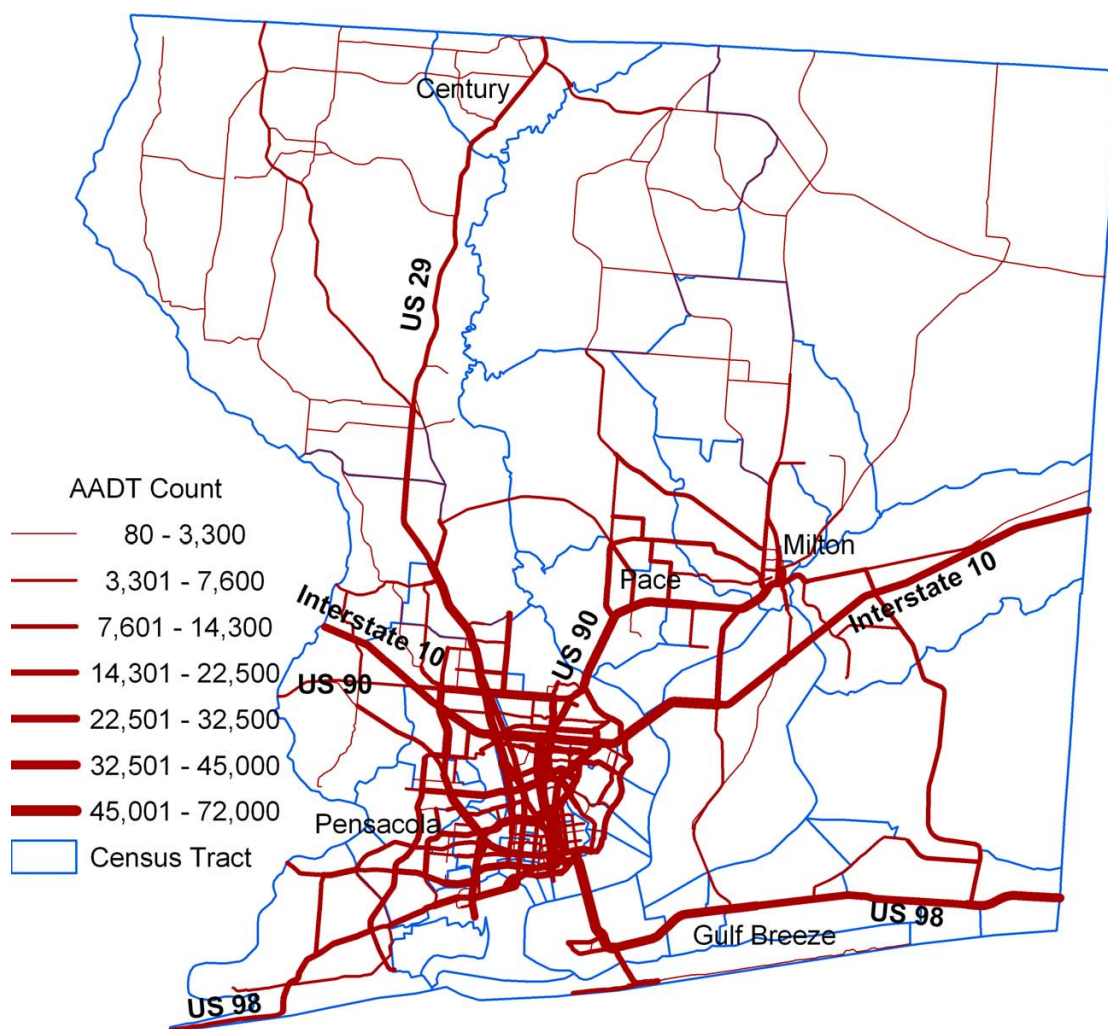 Century
US 29
AADT Count
80 - 3,300
3,301 - 7,600
7,601 - 14,300
14,301 - 22,500
22,501 - 32,500
32,501 - 45,000
45,001 - 72,000
Census Tract
Milton
Pace
Interstate 10
Interstate 10
US 90
US 90
Pensacola
US 98
Gulf Breeze
US 98